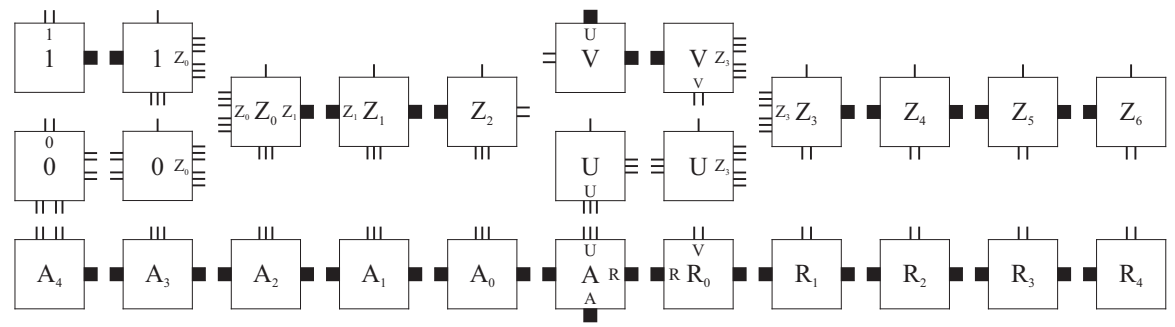 1 U
1 1 Z₀ V V Z₃
V
Z₀ Z₀ Z₁ Z₁ Z₁ Z₂ Z₃ Z₃ Z₄ Z₅ Z₆
0
0 0 Z₀ U U Z₃
U
U V
A₄ A₃ A₂ A₁ A₀ A R R R₀ R₁ R₂ R₃ R₄
A